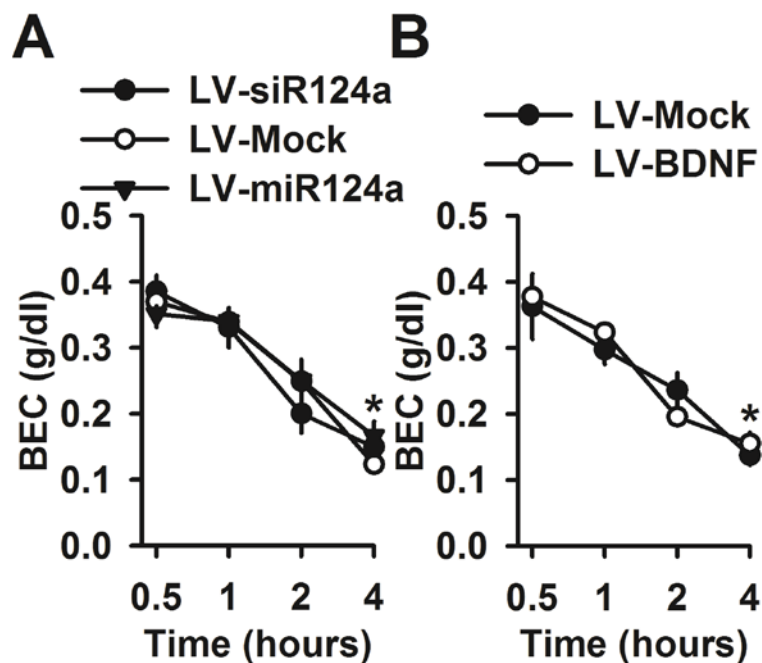 A
LV-siR124a
LV-Mock
LV-miR124a
BEC (g/dl)
0.5
0.4
0.3
0.2
0.1
0.0
*
0.5 1 2 4
Time (hours)
B
LV-Mock
LV-BDNF
BEC (g/dl)
0.5
0.4
0.3
0.2
0.1
0.0
*
0.5 1 2 4
Time (hours)